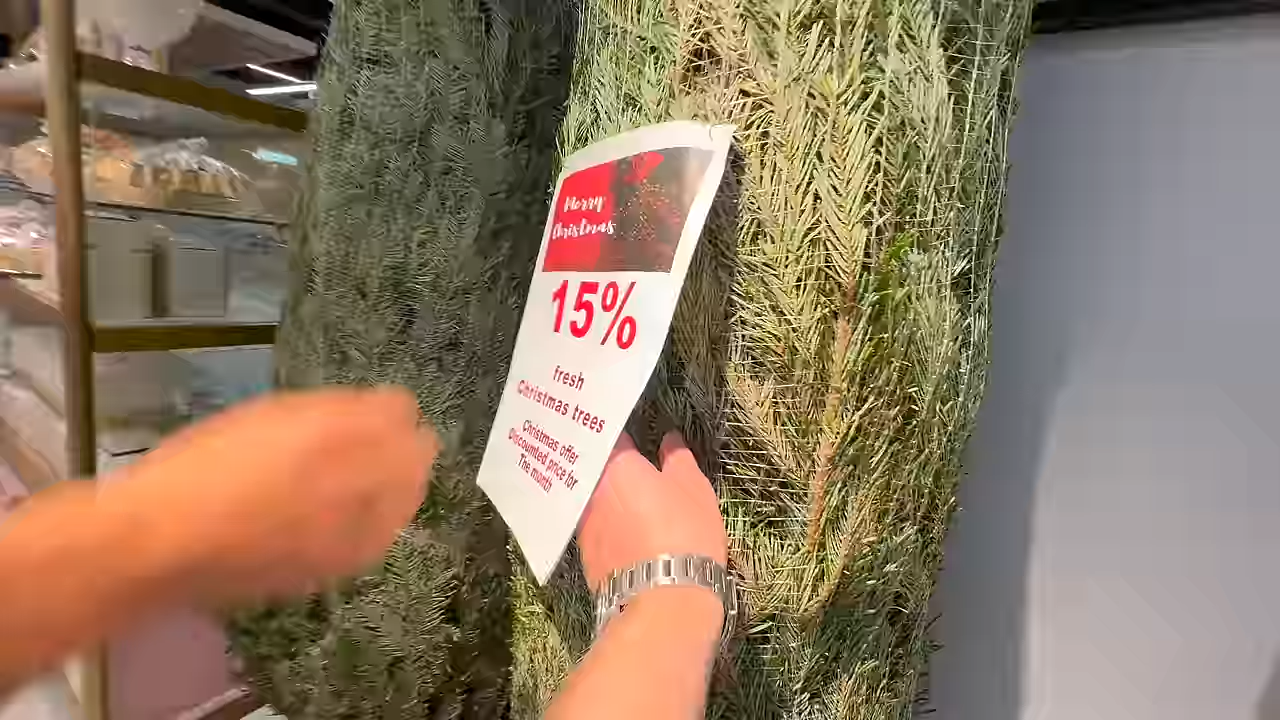 Merry
Christmas
15%
fresh
Christmas trees
Christmas offer
Discounted price for
The month